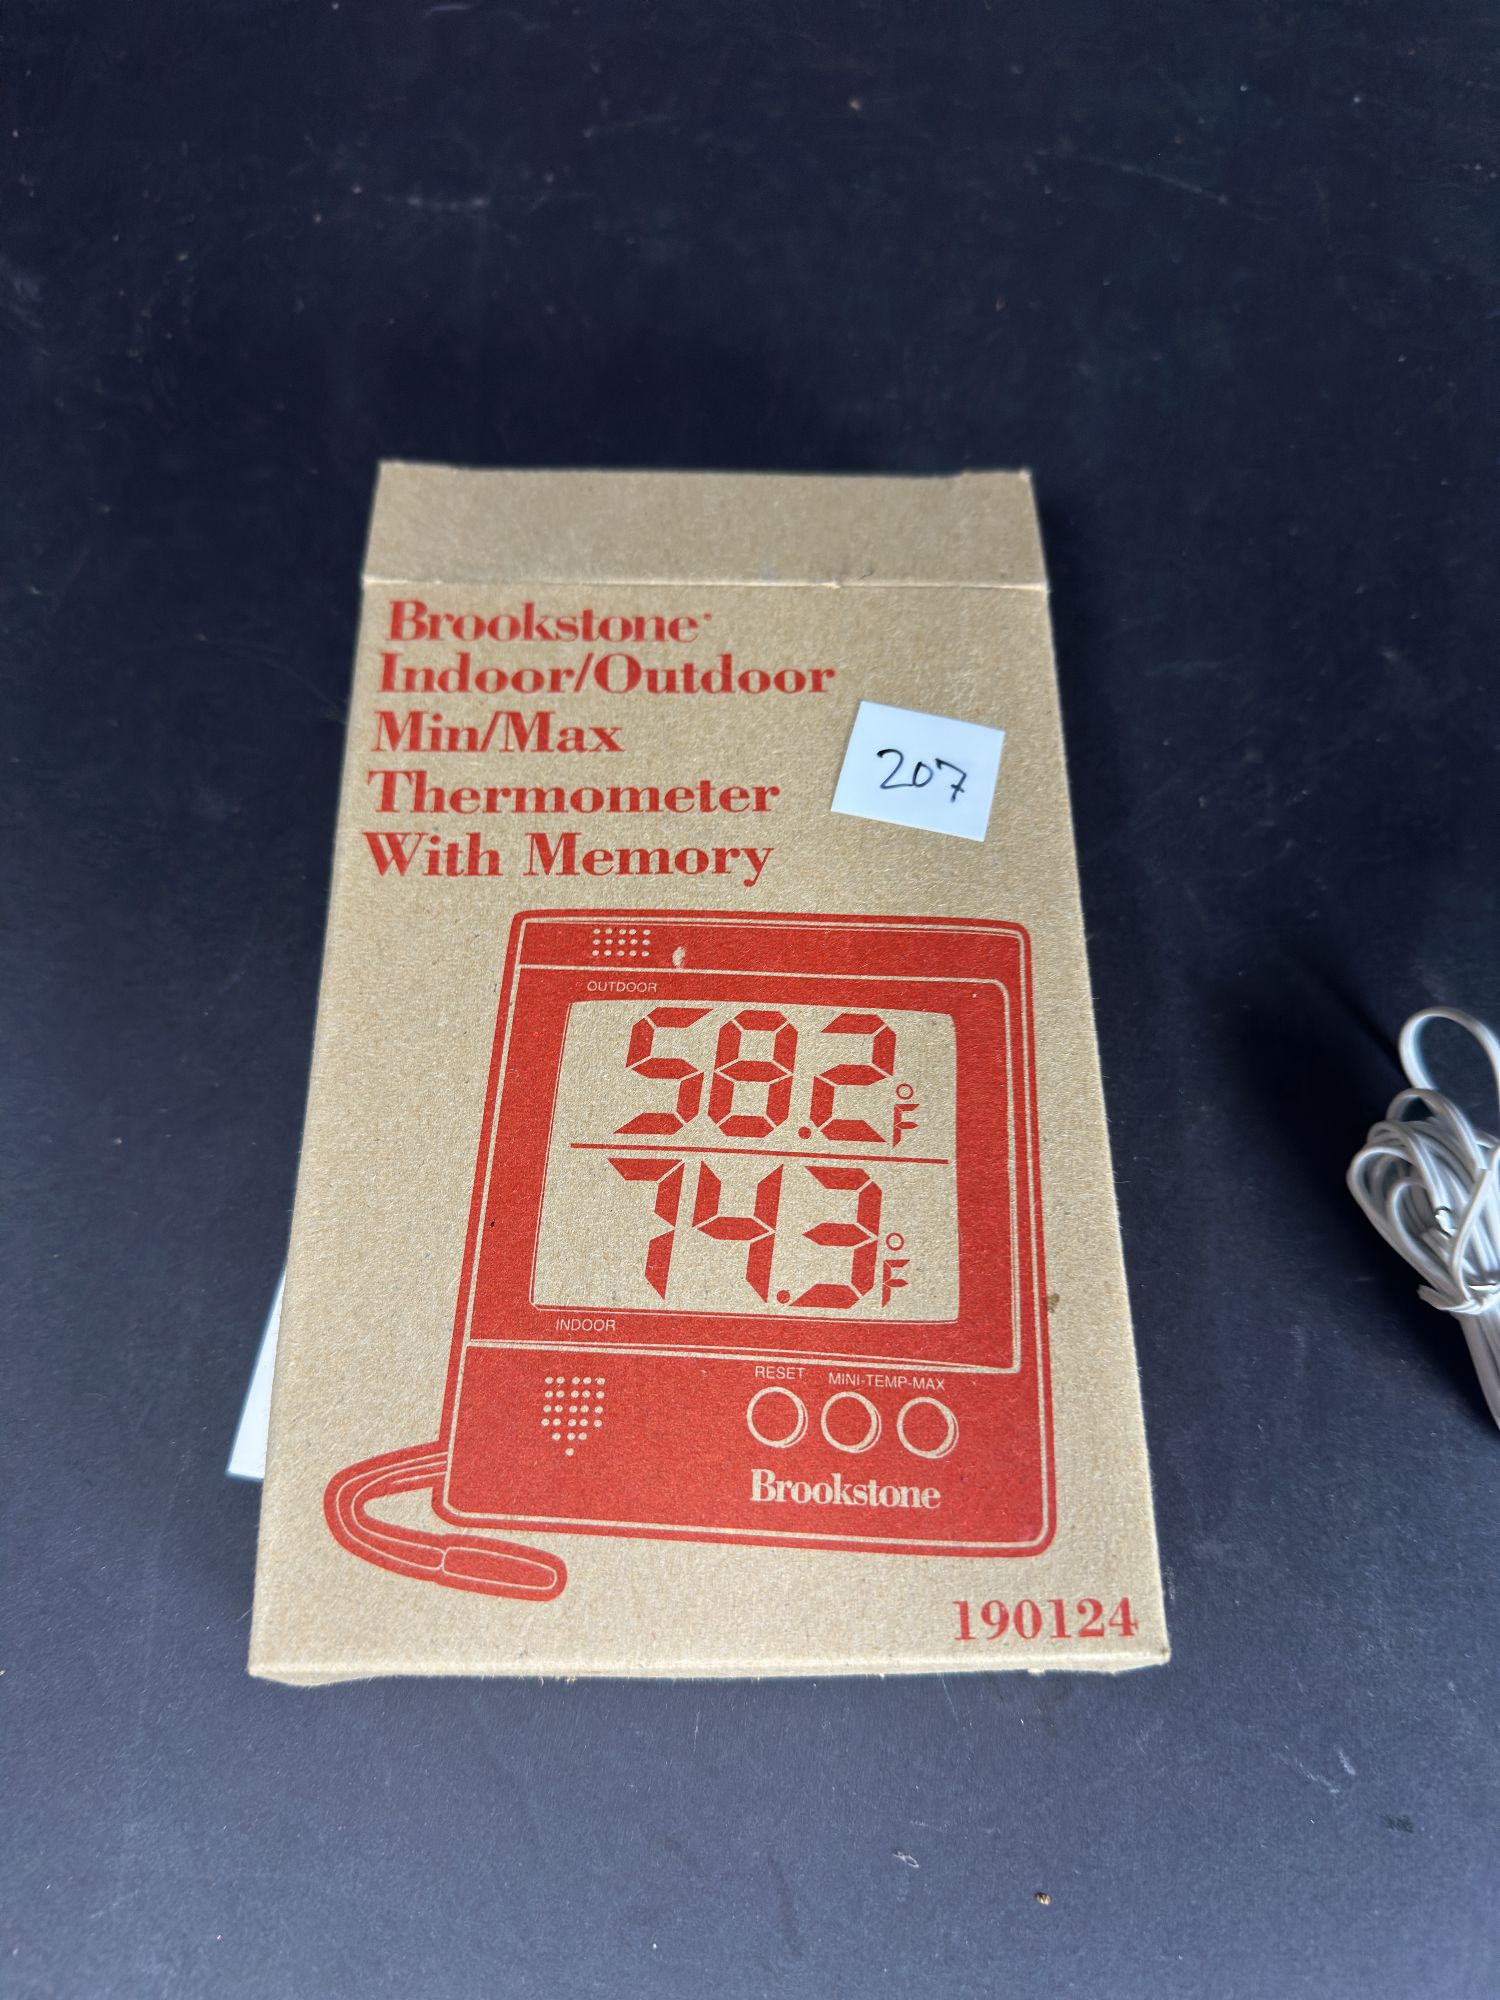 Brookstone
Indoor/Outdoor
Min/Max
Thermometer
With Memory
207
OUTDOOR
58.2°F
74.3°F
INDOOR
RESET MINI-TEMP-MAX
Brookstone
190124